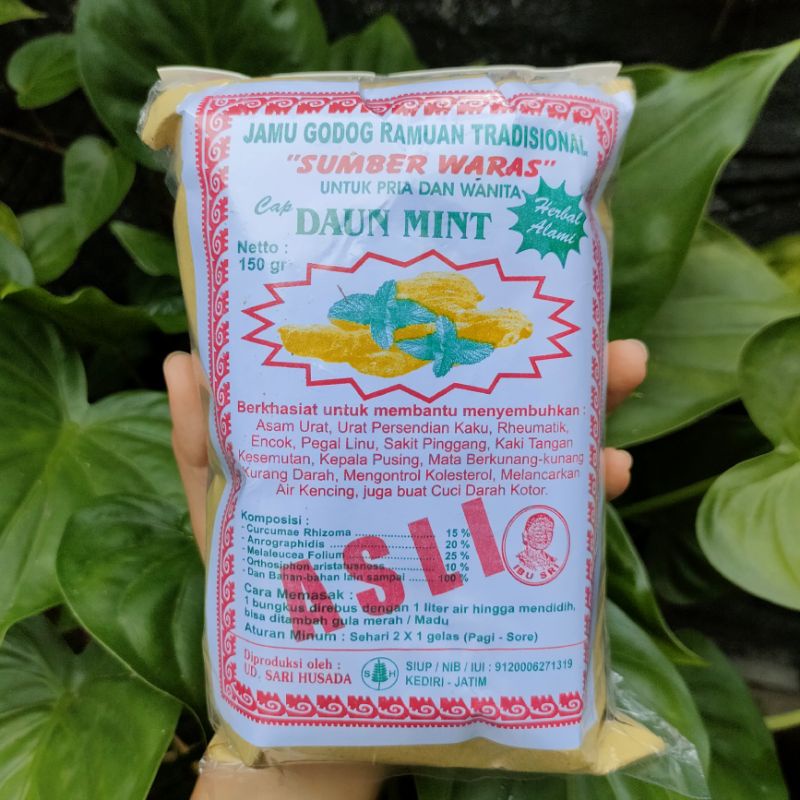 JAMU GODOG RAMUAN TRADISIONAL
"SUMBER WARAS"
UNTUK PRIA DAN WANITA
Cap DAUN MINT
Herbal
Alami
Netto :
150 gr
Berkhasiat untuk membantu menyembuhkan :
Asam Urat, Urat Persendian Kaku, Rheumatik,
Encok, Pegal Linu, Sakit Pinggang, Kaki Tangan
Kesemutan, Kepala Pusing, Mata Berkunang-kunang
Kurang Darah, Mengontrol Kolesterol, Melancarkan
Air Kencing, juga buat Cuci Darah Kotor.
Komposisi :
- Curcumae Rhizoma ........................ 15 %
- Anrographidis ........................ 20 %
- Melaleucea Folium ........................ 25 %
- Orthosiphon aristatusness ............ 10 %
- Dan Bahan-bahan lain sampai ........ 100 %
ASLI
IBU SRI
Cara Memasak :
1 bungkus direbus dengan 1 liter air hingga mendidih,
bisa ditambah gula merah / Madu
Aturan Minum : Sehari 2 X 1 gelas (Pagi - Sore)
Diproduksi oleh :
UD. SARI HUSADA
S H
SIUP / NIB / IUI : 9120006271319
KEDIRI - JATIM